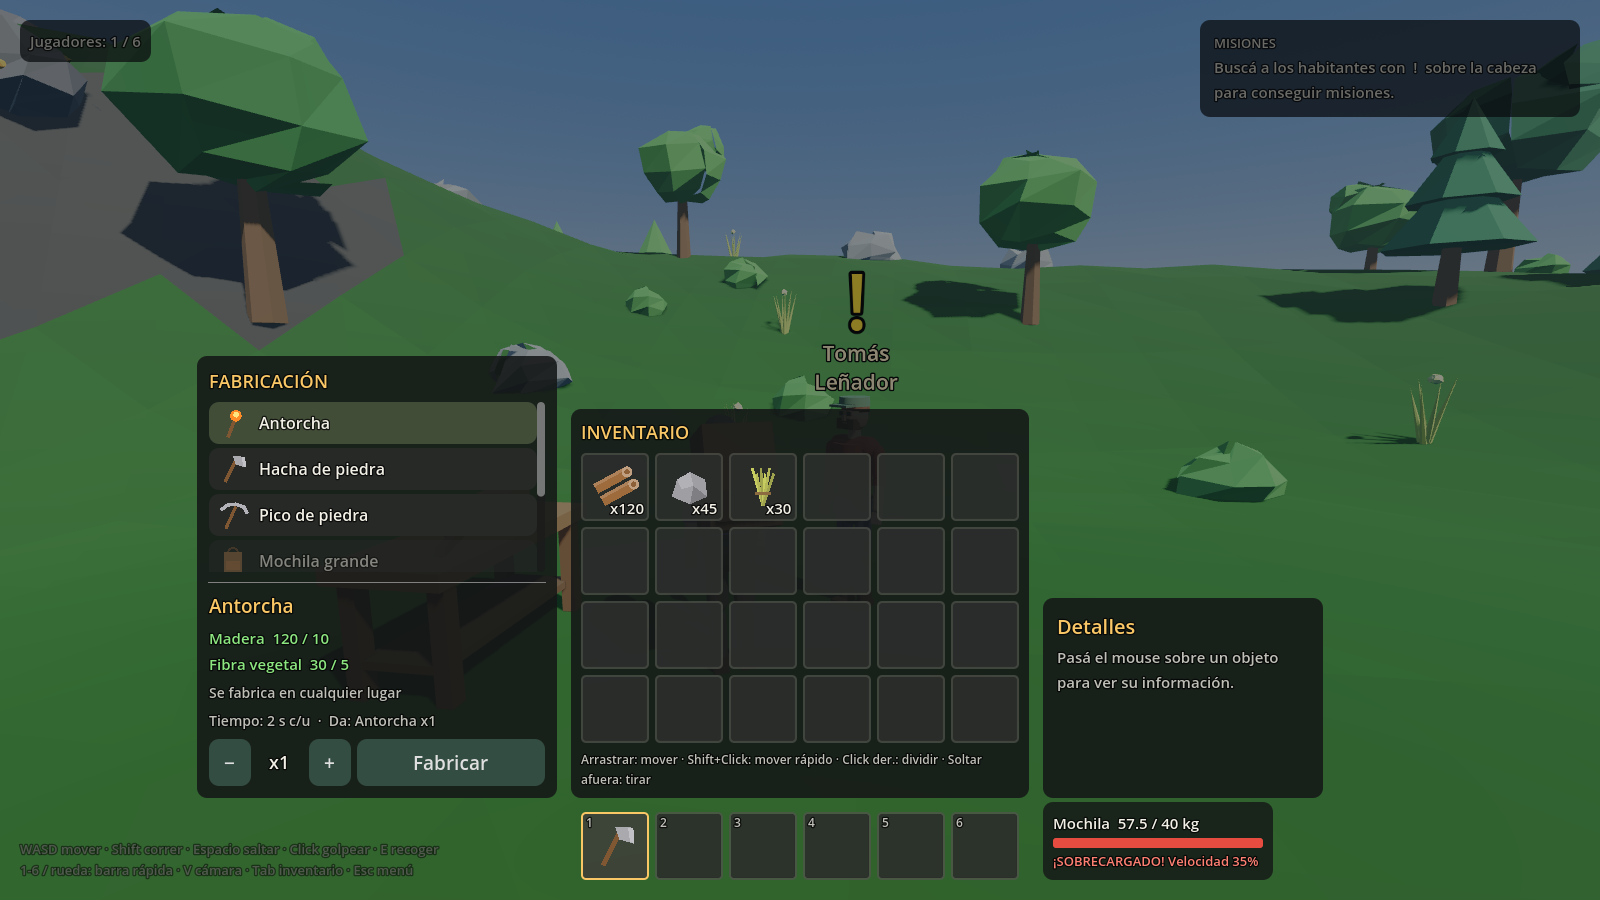 Jugadores: 1 / 6
MISIONES
Buscá a los habitantes con ! sobre la cabeza
para conseguir misiones.
!
Tomás
Leñador
FABRICACIÓN
Antorcha
Hacha de piedra
Pico de piedra
Mochila grande
Antorcha
Madera 120 / 10
Fibra vegetal 30 / 5
Se fabrica en cualquier lugar
Tiempo: 2 s c/u · Da: Antorcha x1
− x1 + Fabricar
INVENTARIO
x120 x45 x30
Arrastrar: mover · Shift+Click: mover rápido · Click der.: dividir · Soltar
afuera: tirar
1 2 3 4 5 6
Detalles
Pasá el mouse sobre un objeto
para ver su información.
Mochila 57.5 / 40 kg
¡SOBRECARGADO! Velocidad 35%
WASD mover · Shift correr · Espacio saltar · Click golpear · E recoger
1-6 / rueda: barra rápida · V cámara · Tab inventario · Esc menú